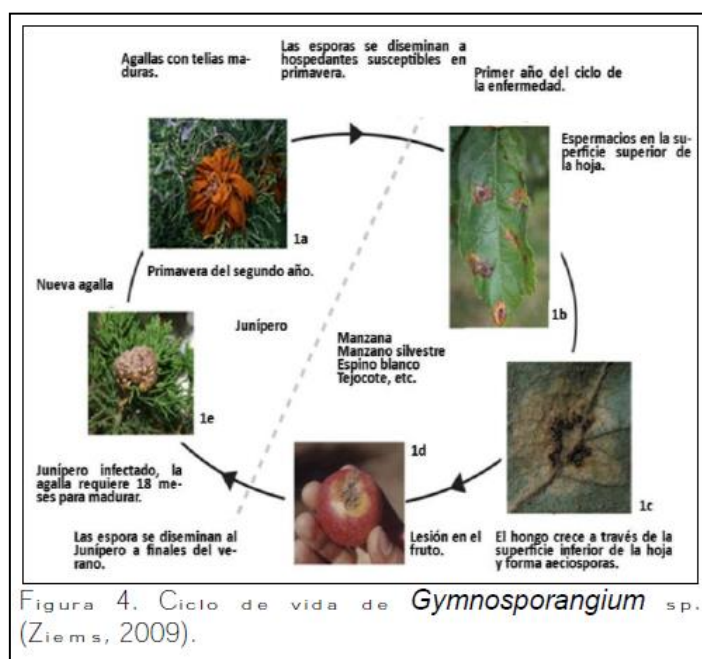 Agallas con telias ma-
duras.
Las esporas se diseminan a
hospedantes susceptibles en
primavera.
Primer año del ciclo de
la enfermedad.
Espermacios en la su-
perficie superior de
la hoja.
1a
1b
Primavera del segundo año.
Nueva agalla
Junípero
Manzana
Manzano silvestre
Espino blanco
Tejocote, etc.
1e
1d
1c
Junípero infectado, la
agalla requiere 18 me-
ses para madurar.
Las espora se diseminan al
Junípero a finales del ve-
rano.
Lesión en el
fruto.
El hongo crece a través de la
superficie inferior de la hoja
y forma aeciosporas.
Figura 4. Ciclo de vida de Gymnosporangium sp.
(Ziems, 2009).